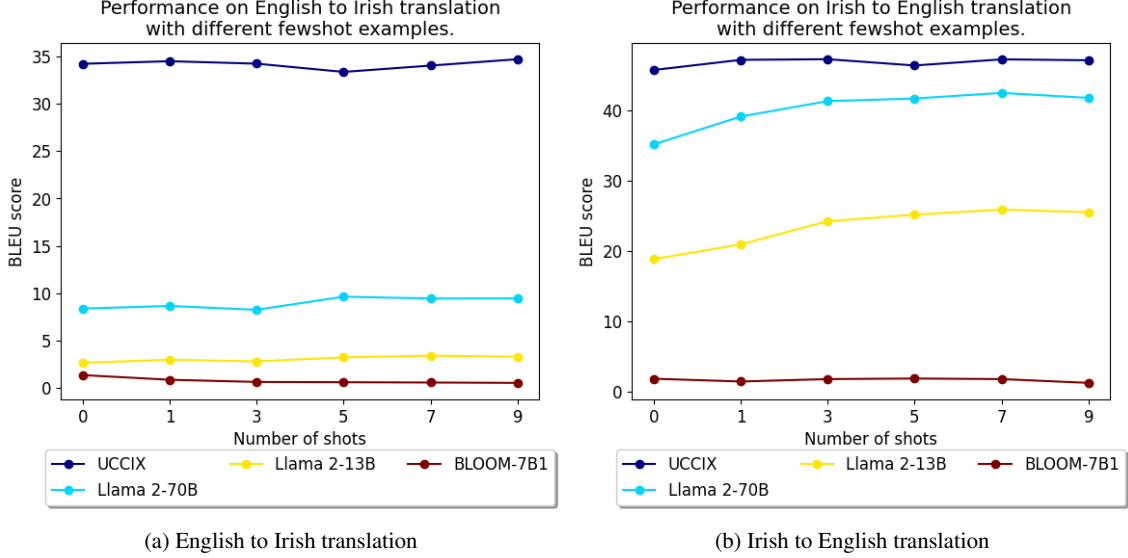 Performance on English to Irish translation
with different fewshot examples.
35
30
25
20
15
10
5
0
BLEU score
0 1 3 5 7 9
Number of shots
UCCIX Llama 2-13B BLOOM-7B1
Llama 2-70B
(a) English to Irish translation
Performance on Irish to English translation
with different fewshot examples.
40
30
20
10
0
BLEU score
0 1 3 5 7 9
Number of shots
UCCIX Llama 2-13B BLOOM-7B1
Llama 2-70B
(b) Irish to English translation